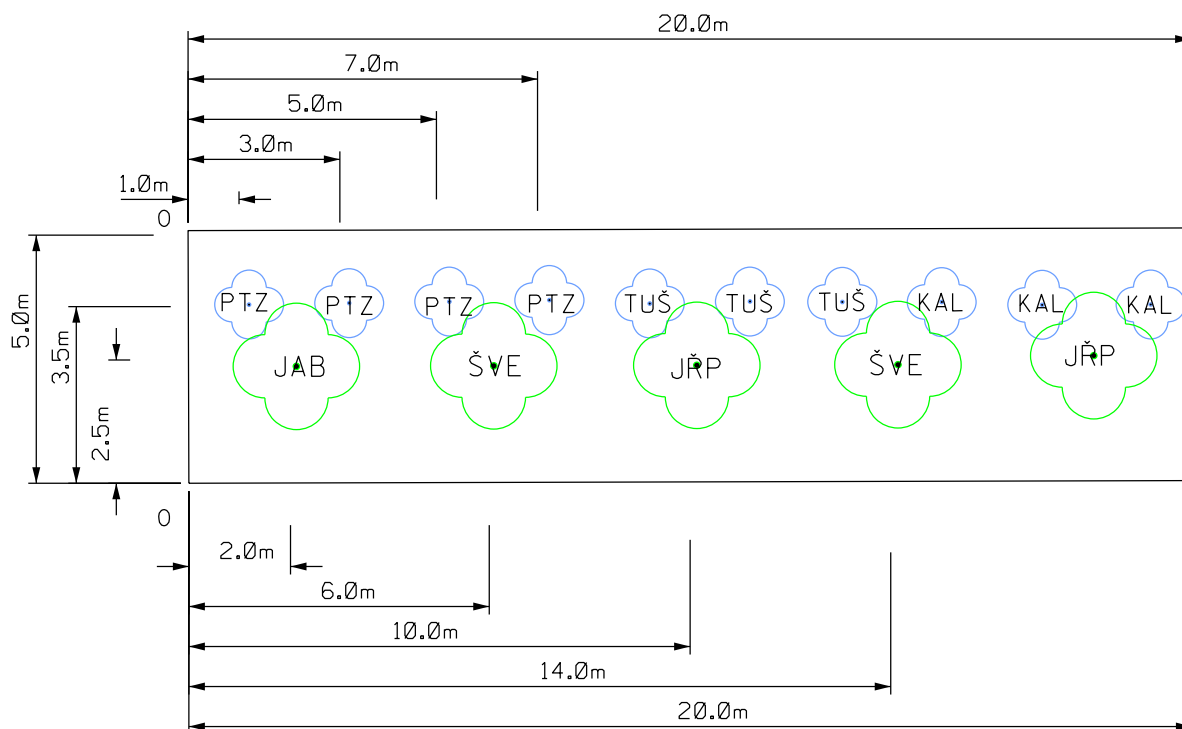 20.0m
7.0m
5.0m
3.0m
1.0m
0
5.0m
3.5m
2.5m
PTZ PTZ PTZ PTZ TUŠ TUŠ TUŠ KAL KAL KAL
JAB ŠVE JŘP ŠVE JŘP
0
2.0m
6.0m
10.0m
14.0m
20.0m